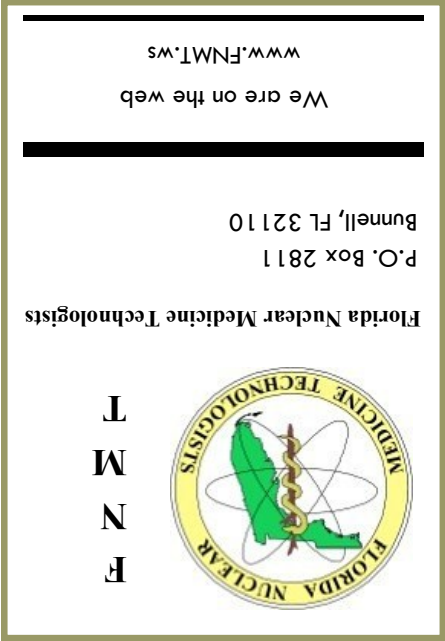 FLORIDA NUCLEAR
MEDICINE TECHNOLOGISTS
F
N
M
T
Florida Nuclear Medicine Technologists
P.O. Box 2811
Bunnell, FL 32110
We are on the web
www.FNMT.ws